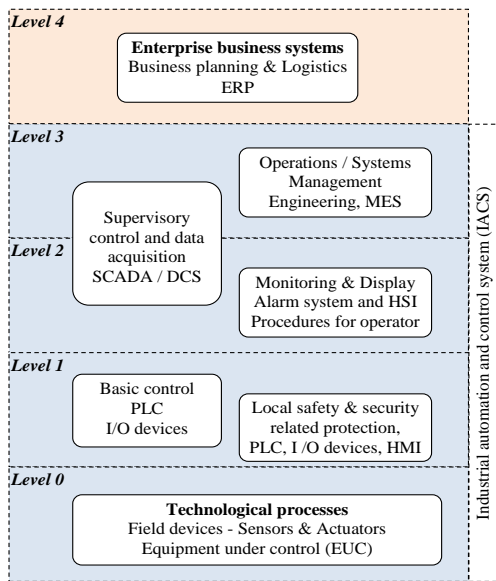 Level 4
Enterprise business systems
Business planning & Logistics
ERP
Level 3
Operations / Systems
Management
Engineering, MES
Supervisory
control and data
acquisition
SCADA / DCS
Level 2
Monitoring & Display
Alarm system and HSI
Procedures for operator
Level 1
Basic control
PLC
I/O devices
Local safety & security
related protection,
PLC, I /O devices, HMI
Level 0
Technological processes
Field devices - Sensors & Actuators
Equipment under control (EUC)
Industrial automation and control system (IACS)